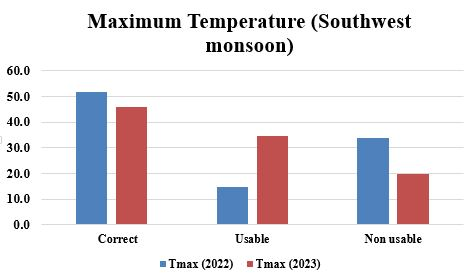 Maximum Temperature (Southwest
monsoon)
60.0
50.0
40.0
30.0
20.0
10.0
0.0
Correct Usable Non usable
Tmax (2022) Tmax (2023)